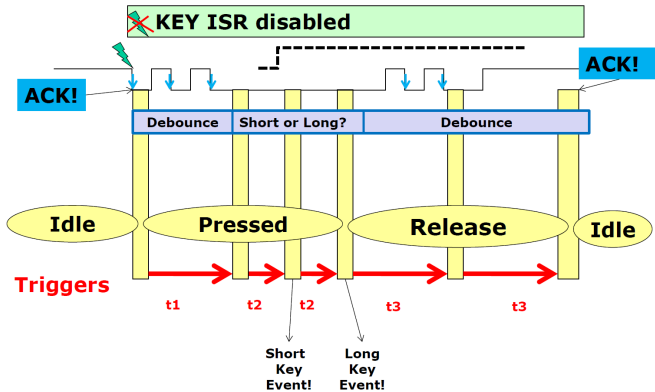 KEY ISR disabled
ACK!
ACK!
Debounce
Short or Long?
Debounce
Idle
Pressed
Release
Idle
Triggers
t1
t2
t2
t3
t3
Short
Key
Event!
Long
Key
Event!